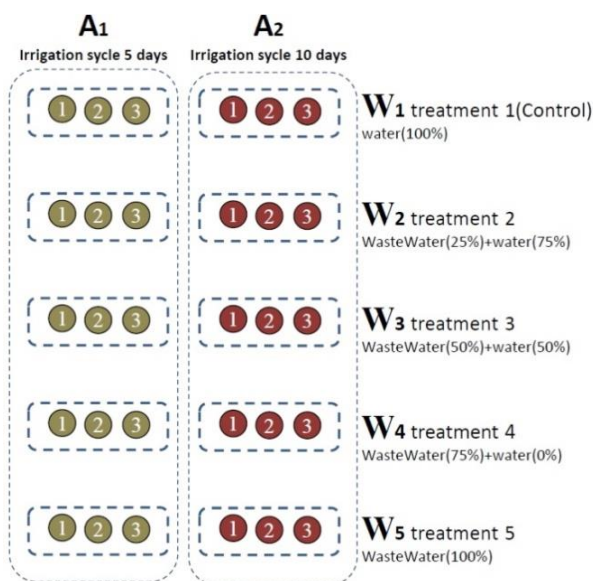 A1 A2
Irrigation sycle 5 days Irrigation sycle 10 days
1 2 3 1 2 3 W1 treatment 1(Control)
water(100%)
1 2 3 1 2 3 W2 treatment 2
WasteWater(25%)+water(75%)
1 2 3 1 2 3 W3 treatment 3
WasteWater(50%)+water(50%)
1 2 3 1 2 3 W4 treatment 4
WasteWater(75%)+water(0%)
1 2 3 1 2 3 W5 treatment 5
WasteWater(100%)